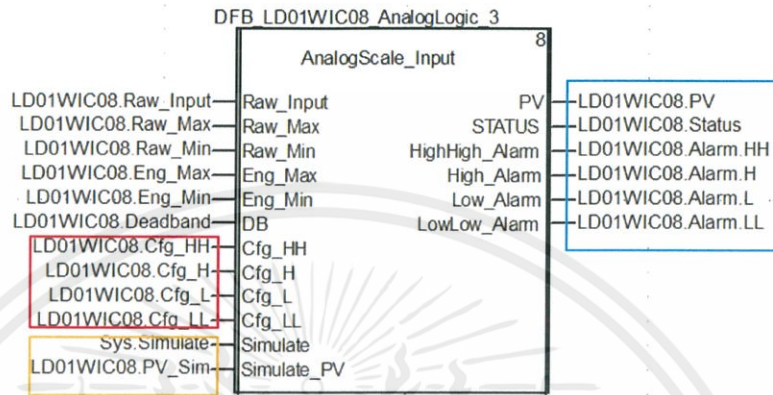 DFB_LD01WIC08_AnalogLogic_3
8
AnalogScale_Input
LD01WIC08.Raw_Input Raw_Input PV LD01WIC08.PV
LD01WIC08.Raw_Max Raw_Max STATUS LD01WIC08.Status
LD01WIC08.Raw_Min Raw_Min HighHigh_Alarm LD01WIC08.Alarm.HH
LD01WIC08.Eng_Max Eng_Max High_Alarm LD01WIC08.Alarm.H
LD01WIC08.Eng_Min Eng_Min Low_Alarm LD01WIC08.Alarm.L
LD01WIC08.Deadband DB LowLow_Alarm LD01WIC08.Alarm.LL
LD01WIC08.Cfg_HH Cfg_HH
LD01WIC08.Cfg_H Cfg_H
LD01WIC08.Cfg_L Cfg_L
LD01WIC08.Cfg_LL Cfg_LL
Sys.Simulate Simulate
LD01WIC08.PV_Sim Simulate_PV